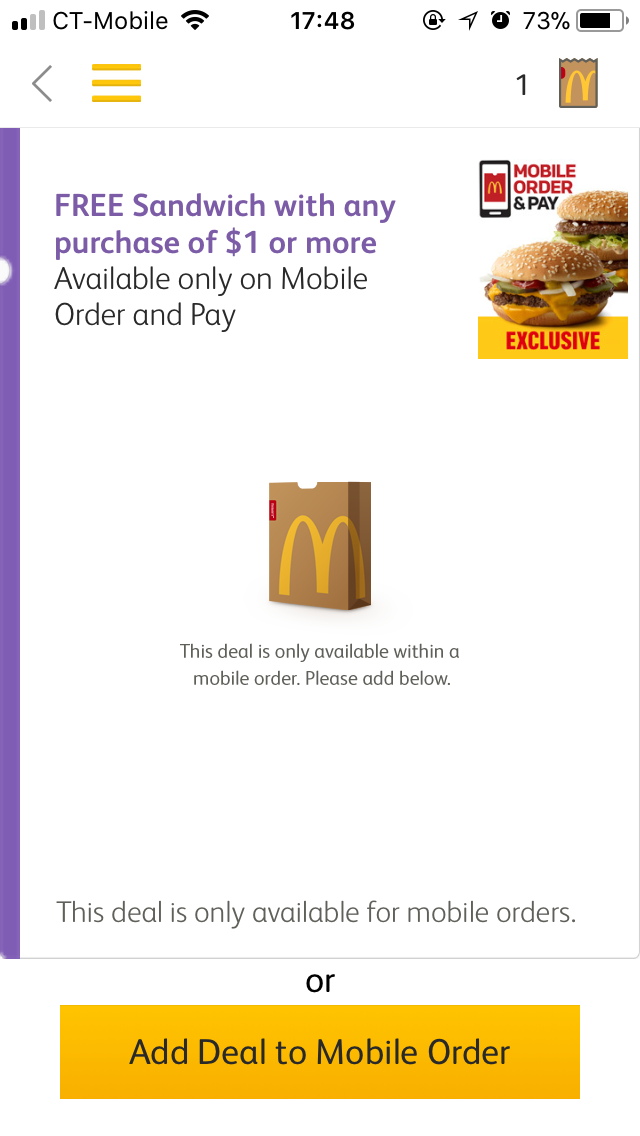 CT-Mobile 17:48 73%
1
FREE Sandwich with any
purchase of $1 or more
Available only on Mobile
Order and Pay
MOBILE
ORDER
& PAY
EXCLUSIVE
This deal is only available within a
mobile order. Please add below.
This deal is only available for mobile orders.
or
Add Deal to Mobile Order